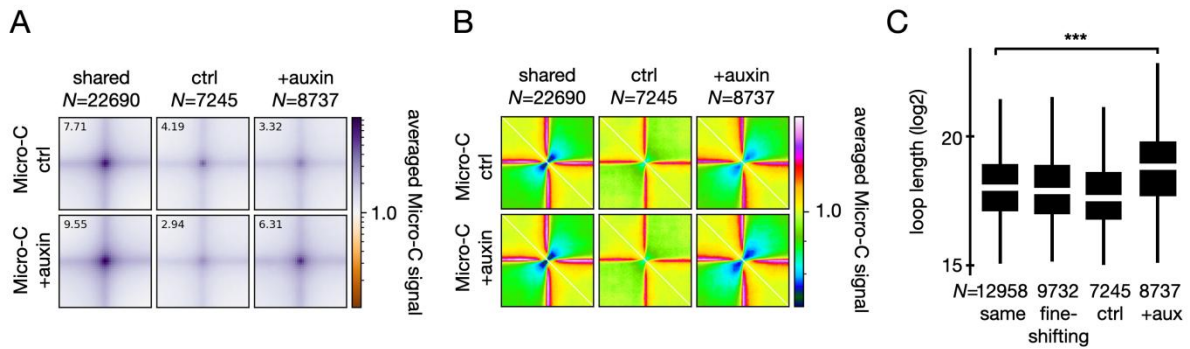 A
shared
N=22690
ctrl
N=7245
+auxin
N=8737
Micro-C
ctrl
7.71
4.19
3.32
Micro-C
+auxin
9.55
2.94
6.31
1.0
averaged Micro-C signal
B
shared
N=22690
ctrl
N=7245
+auxin
N=8737
Micro-C
ctrl
Micro-C
+auxin
1.0
averaged Micro-C signal
C
***
loop length (log2)
20
15
N=12958 9732 7245 8737
same fine-shifting ctrl +aux